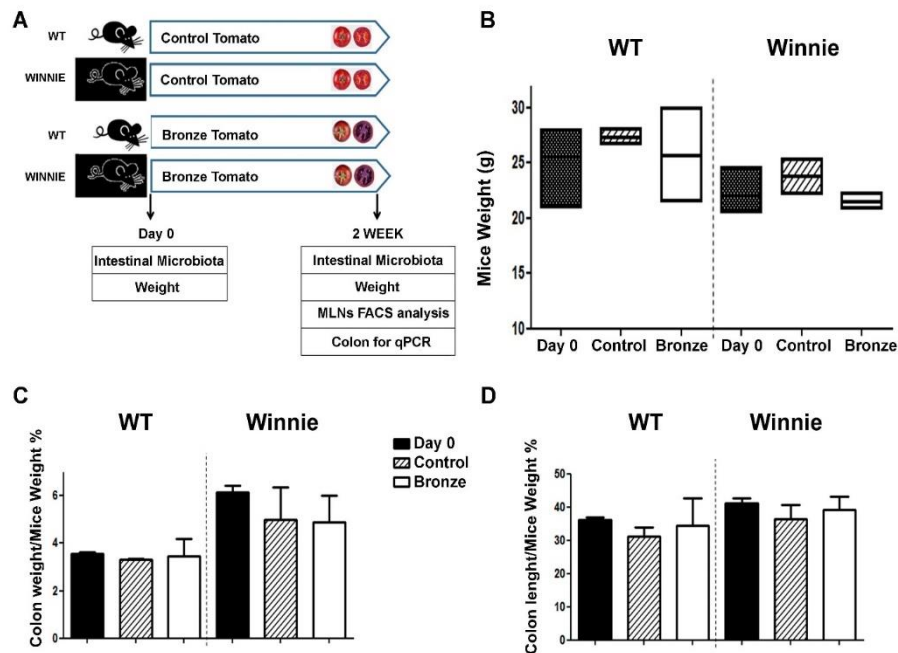 A
WT
Control Tomato
WINNIE
Control Tomato
WT
Bronze Tomato
WINNIE
Bronze Tomato
Day 0
Intestinal Microbiota
Weight
2 WEEK
Intestinal Microbiota
Weight
MLNs FACS analysis
Colon for qPCR
B
WT Winnie
Mice Weight (g)
30
25
20
15
10
Day 0 Control Bronze Day 0 Control Bronze
C
WT Winnie
Colon weight/Mice Weight %
6
4
2
0
Day 0
Control
Bronze
D
WT Winnie
Colon lenght/Mice Weight %
50
40
30
20
10
0